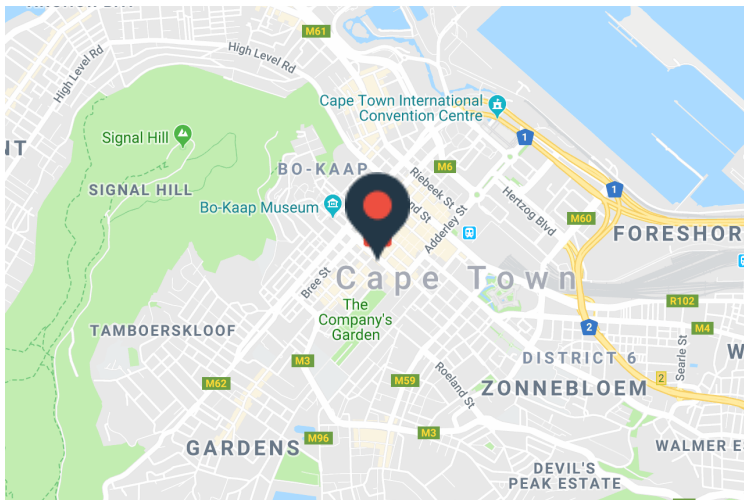 M61
High Level Rd
High Level Rd
Cape Town International
Convention Centre
1
Signal Hill
BO-KAAP
M6
SIGNAL HILL
Riebeek St
1
Bo-Kaap Museum
Hertzog Blvd
Adderley St
M60
FORESHOR
Cape Town
Bree St
The
Company's
Garden
R102
TAMBOERSKLOOF
2
M4
M3
DISTRICT 6
Searle St
M62
M59
Roeland St
2
ZONNEBLOEM
M96
M3
GARDENS
WALMER E
DEVIL'S
PEAK ESTATE